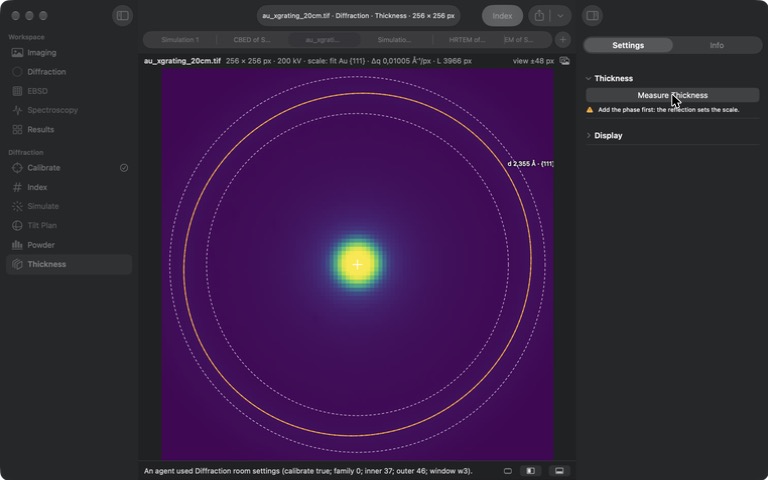 au_xgrating_20cm.tif · Diffraction · Thickness · 256 × 256 px
Index
Workspace
Imaging
Diffraction
EBSD
Spectroscopy
Results
Diffraction
Calibrate
Index
Simulate
Tilt Plan
Powder
Thickness
Simulation 1
CBED of S...
au_xgrati...
Simulatio...
HRTEM of...
EM of S...
au_xgrating_20cm.tif 256 × 256 px · 200 kV · scale: fit Au {111} · Δq 0,01005 Å⁻¹/px · L 3966 px
view ±48 px
d 2,355 Å · {111}
An agent used Diffraction room settings (calibrate true; family 0; inner 37; outer 46; window w3).
Settings
Info
Thickness
Measure Thickness
Add the phase first: the reflection sets the scale.
Display